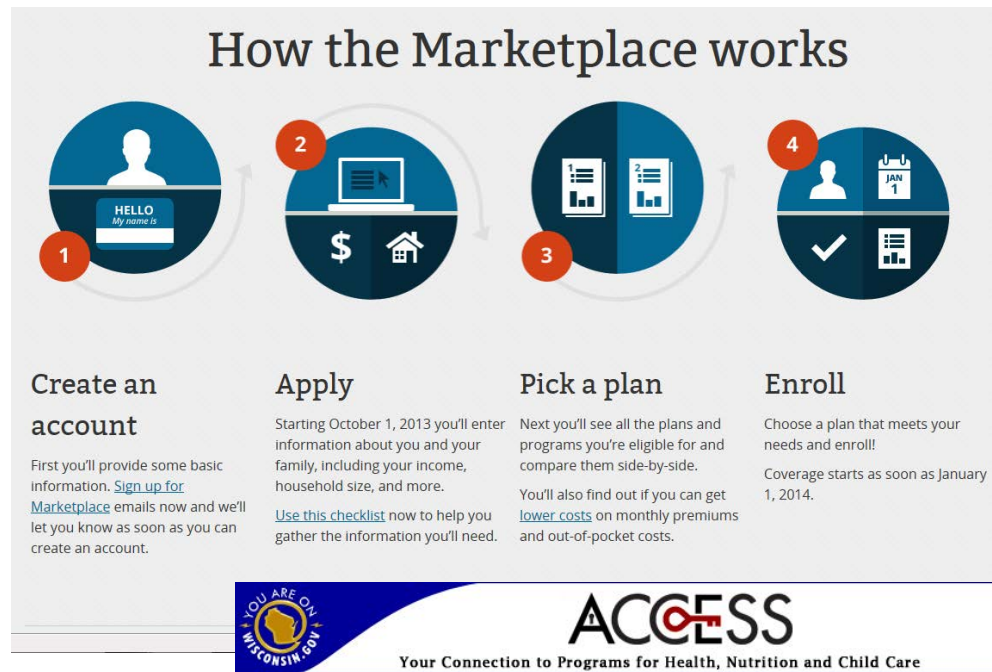 How the Marketplace works
1
HELLO
My name is
2
$
3
1
2
4
JAN
1
Create an
account
First you'll provide some basic
information. Sign up for
Marketplace emails now and we'll
let you know as soon as you can
create an account.
Apply
Starting October 1, 2013 you'll enter
information about you and your
family, including your income,
household size, and more.
Use this checklist now to help you
gather the information you'll need.
Pick a plan
Next you'll see all the plans and
programs you're eligible for and
compare them side-by-side.
You'll also find out if you can get
lower costs on monthly premiums
and out-of-pocket costs.
Enroll
Choose a plan that meets your
needs and enroll!
Coverage starts as soon as January
1, 2014.
YOU ARE ON
WISCONSIN.GOV
ACCESS
Your Connection to Programs for Health, Nutrition and Child Care